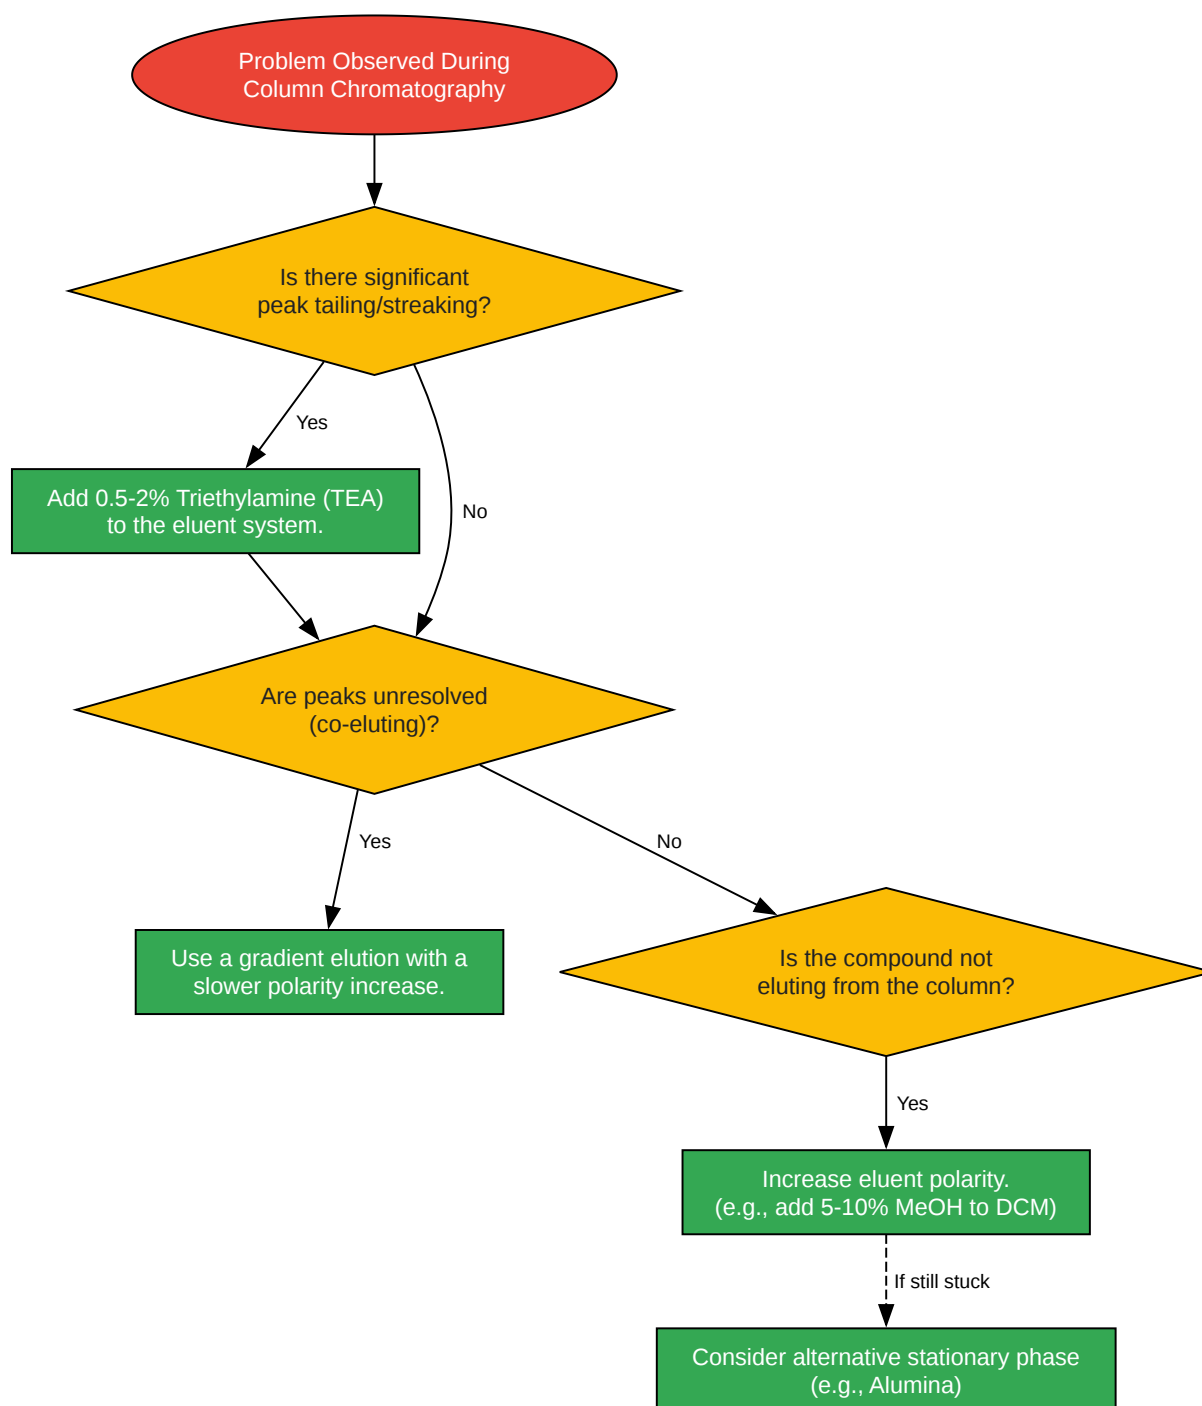 Problem Observed During
Column Chromatography
Is there significant
peak tailing/streaking?
Yes
Add 0.5-2% Triethylamine (TEA)
to the eluent system.
No
Are peaks unresolved
(co-eluting)?
Yes
No
Use a gradient elution with a
slower polarity increase.
Is the compound not
eluting from the column?
Yes
Increase eluent polarity.
(e.g., add 5-10% MeOH to DCM)
If still stuck
Consider alternative stationary phase
(e.g., Alumina)